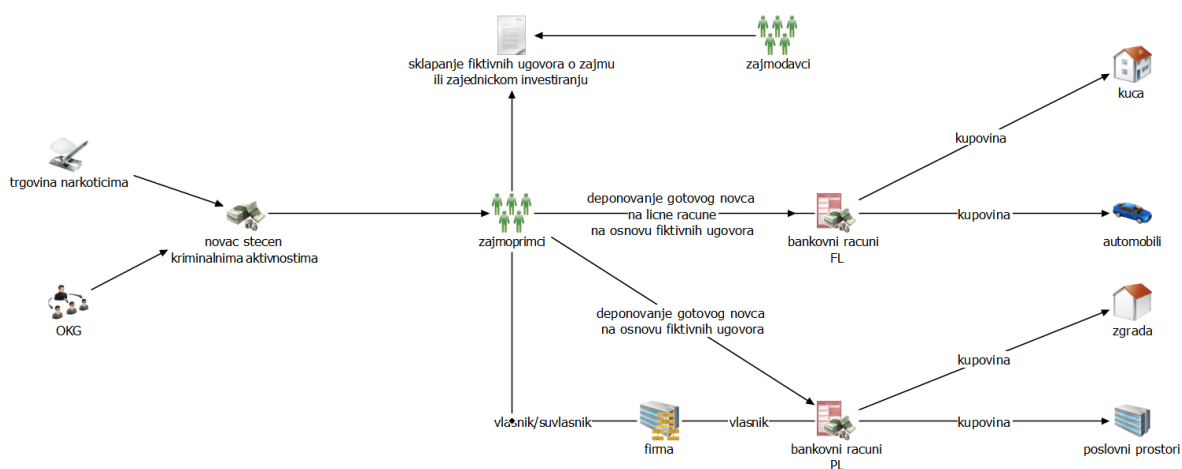 sklapanje fiktivnih ugovora o zajmu
ili zajednickom investiranju
zajmodavci
kuca
kupovina
trgovina narkoticima
novac stecen
kriminalnima aktivnostima
zajmoprimci
deponovanje gotovog novca
na licne racune
na osnovu fiktivnih ugovora
bankovni racuni
FL
kupovina
automobili
OKG
deponovanje gotovog novca
na osnovu fiktivnih ugovora
zgrada
kupovina
vlasnik/suvlasnik
firma
vlasnik
bankovni racuni
PL
kupovina
poslovni prostori